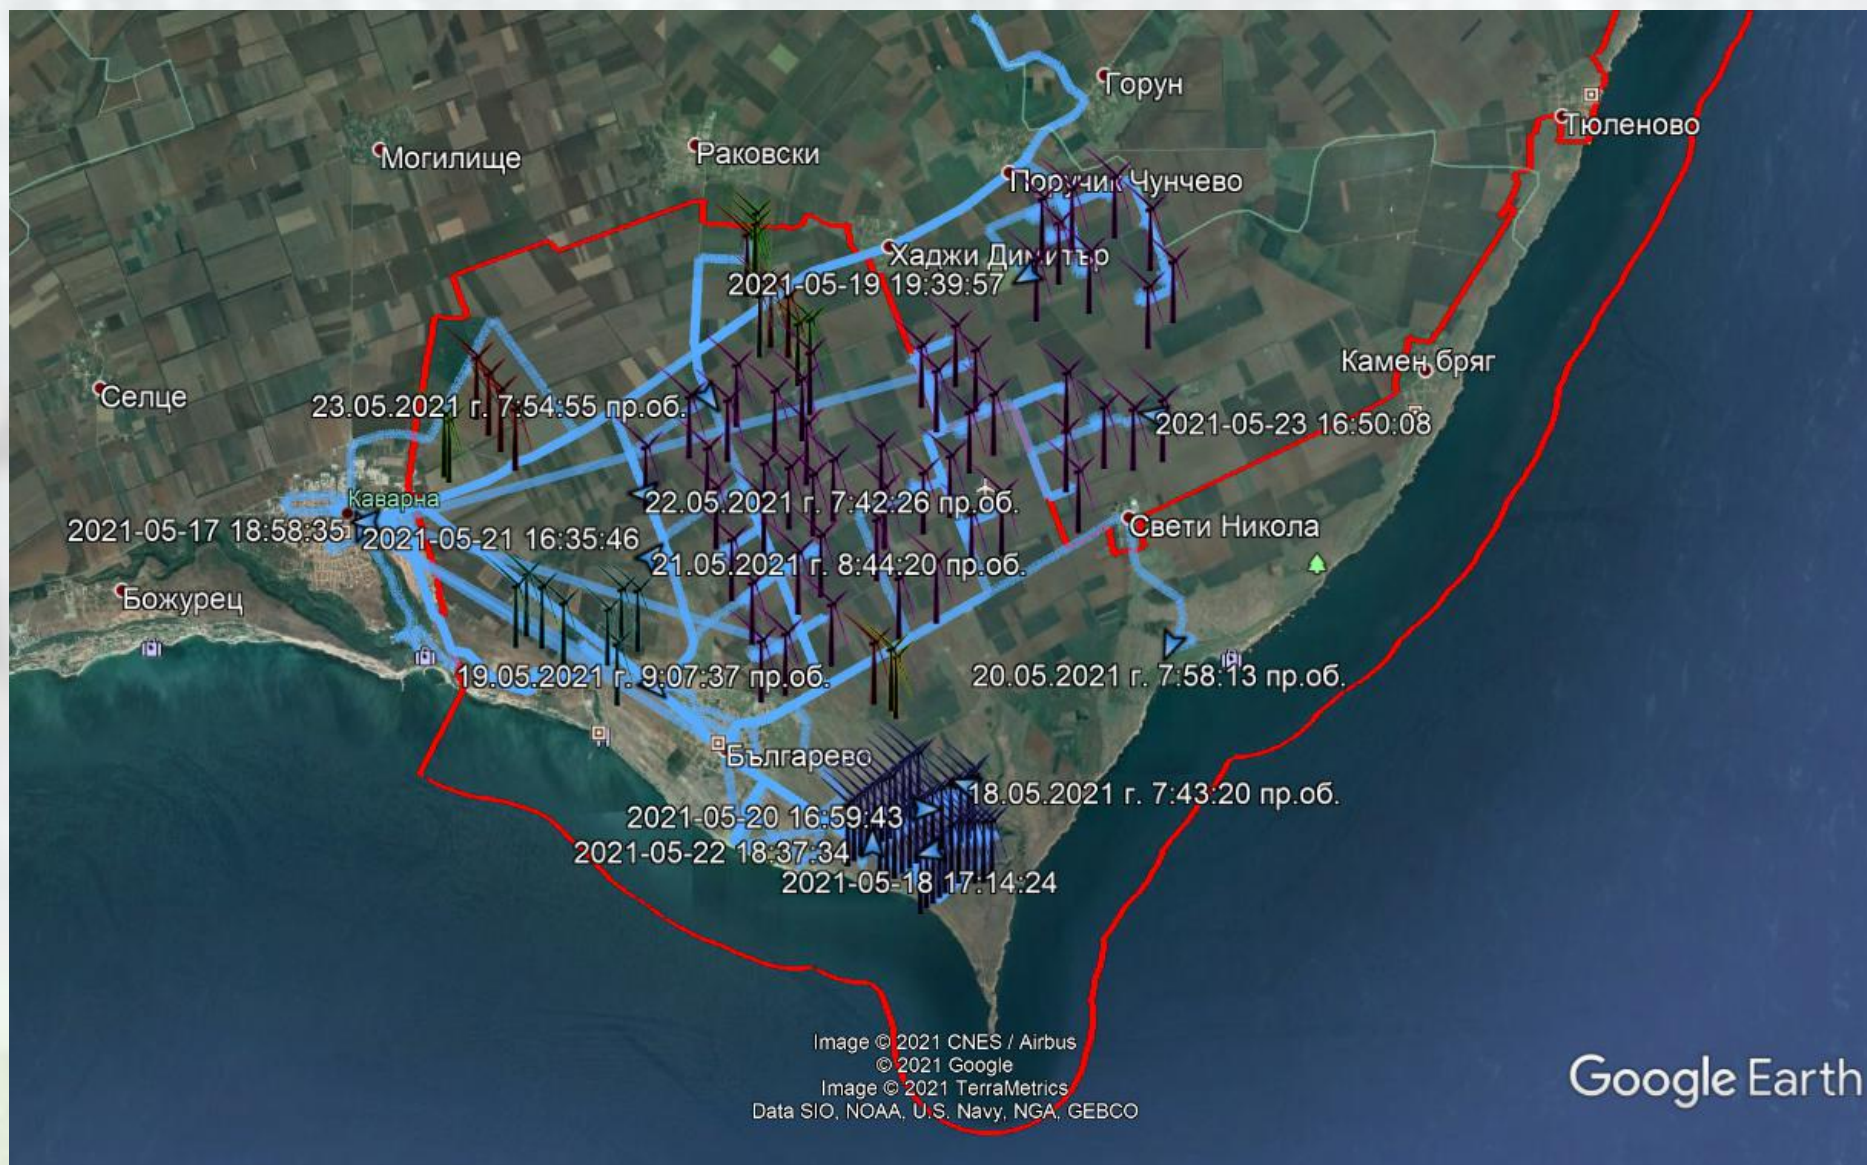 Горун
Тюленово
Могилище
Раковски
Поручик Чунчево
Хаджи Димитър
2021-05-19 19:39:57
Камен бряг
Селце
23.05.2021 г. 7:54:55 пр.об.
2021-05-23 16:50:08
Каварна
22.05.2021 г. 7:42:26 пр.об.
2021-05-17 18:58:35
2021-05-21 16:35:46
Свети Никола
21.05.2021 г. 8:44:20 пр.об.
Божурец
19.05.2021 г. 9:07:37 пр.об.
20.05.2021 г. 7:58:13 пр.об.
Българево
18.05.2021 г. 7:43:20 пр.об.
2021-05-20 16:59:43
2021-05-22 18:37:34
2021-05-18 17:14:24
Image © 2021 CNES / Airbus
© 2021 Google
Image © 2021 TerraMetrics
Data SIO, NOAA, U.S. Navy, NGA, GEBCO
Google Earth